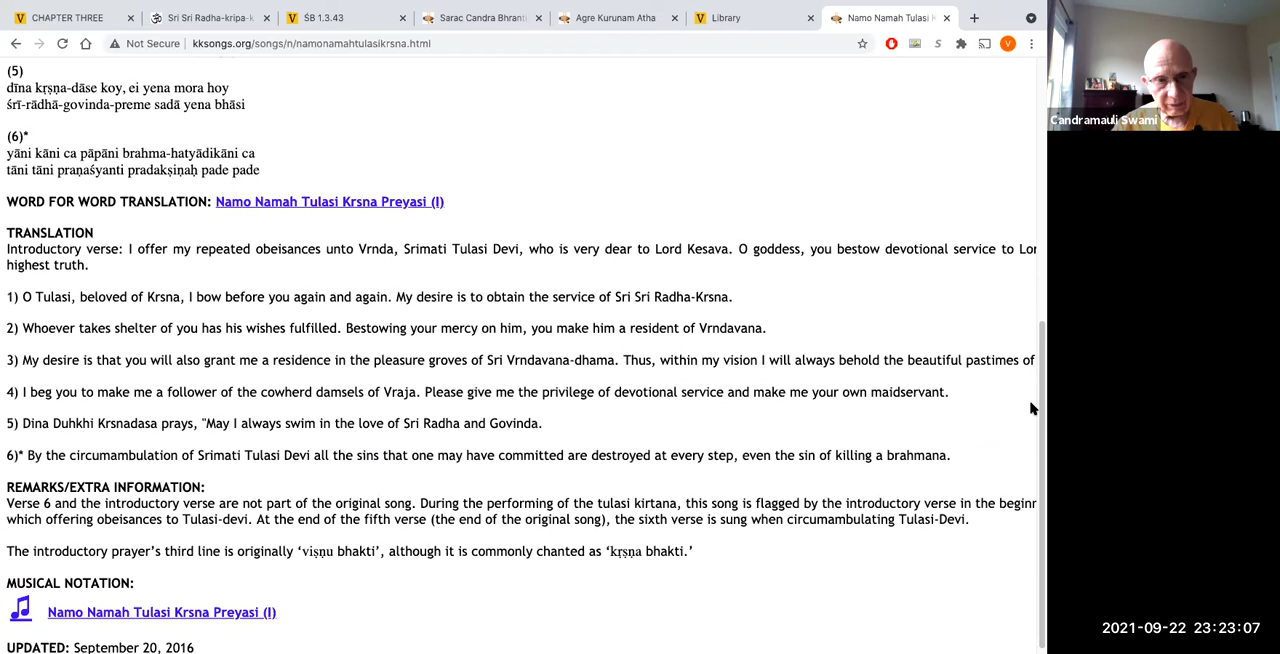 CHAPTER THREE
Sri Sri Radha-kripa-k
ŚB 1.3.43
Sarac Candra Bhranti
Agre Kurunam Atha
Library
Namo Namah Tulasi K
Not Secure | kksongs.org/songs/n/namonamahtulasikrsna.html
(5)
dīna kṛṣṇa-dāse koy, ei yena mora hoy
śrī-rādhā-govinda-preme sadā yena bhāsi
(6)*
yāni kāni ca pāpāni brahma-hatyādikāni ca
tāni tāni praṇaśyanti pradakṣiṇaḥ pade pade
WORD FOR WORD TRANSLATION: Namo Namah Tulasi Krsna Preyasi (I)
TRANSLATION
Introductory verse: I offer my repeated obeisances unto Vrnda, Srimati Tulasi Devi, who is very dear to Lord Kesava. O goddess, you bestow devotional service to Lor
highest truth.
1) O Tulasi, beloved of Krsna, I bow before you again and again. My desire is to obtain the service of Sri Sri Radha-Krsna.
2) Whoever takes shelter of you has his wishes fulfilled. Bestowing your mercy on him, you make him a resident of Vrndavana.
3) My desire is that you will also grant me a residence in the pleasure groves of Sri Vrndavana-dhama. Thus, within my vision I will always behold the beautiful pastimes of
4) I beg you to make me a follower of the cowherd damsels of Vraja. Please give me the privilege of devotional service and make me your own maidservant.
5) Dina Duhkhi Krsnadasa prays, "May I always swim in the love of Sri Radha and Govinda.
6)* By the circumambulation of Srimati Tulasi Devi all the sins that one may have committed are destroyed at every step, even the sin of killing a brahmana.
REMARKS/EXTRA INFORMATION:
Verse 6 and the introductory verse are not part of the original song. During the performing of the tulasi kirtana, this song is flagged by the introductory verse in the beginn
which offering obeisances to Tulasi-devi. At the end of the fifth verse (the end of the original song), the sixth verse is sung when circumambulating Tulasi-Devi.
The introductory prayer’s third line is originally ‘viṣṇu bhakti’, although it is commonly chanted as ‘kṛṣṇa bhakti.’
MUSICAL NOTATION:
Namo Namah Tulasi Krsna Preyasi (I)
UPDATED: September 20, 2016
Candramauli Swami
2021-09-22 23:23:07